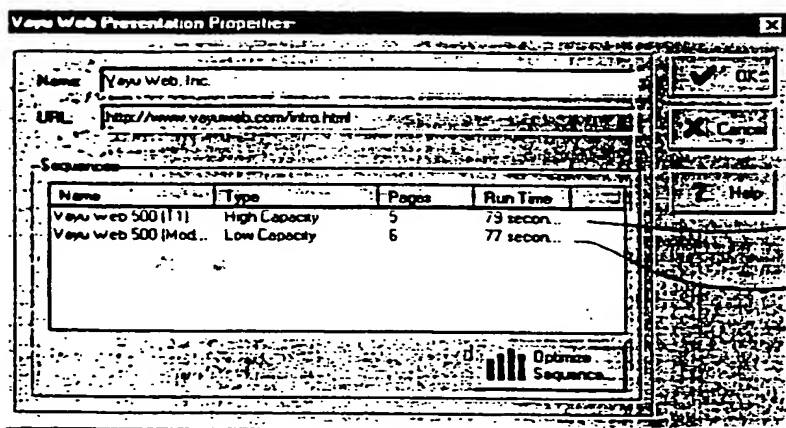 Vayu Web Presentation Properties
Name: Vayu Web, Inc.
OK
URL: http://www.vayuweb.com/intro.html
Cancel
Sequences
Help
Name Type Pages Run Time
Vayu Web 500 (T1) High Capacity 5 79 secon...
Vayu Web 500 (Mod... Low Capacity 6 77 secon...
Optimize
Sequence...